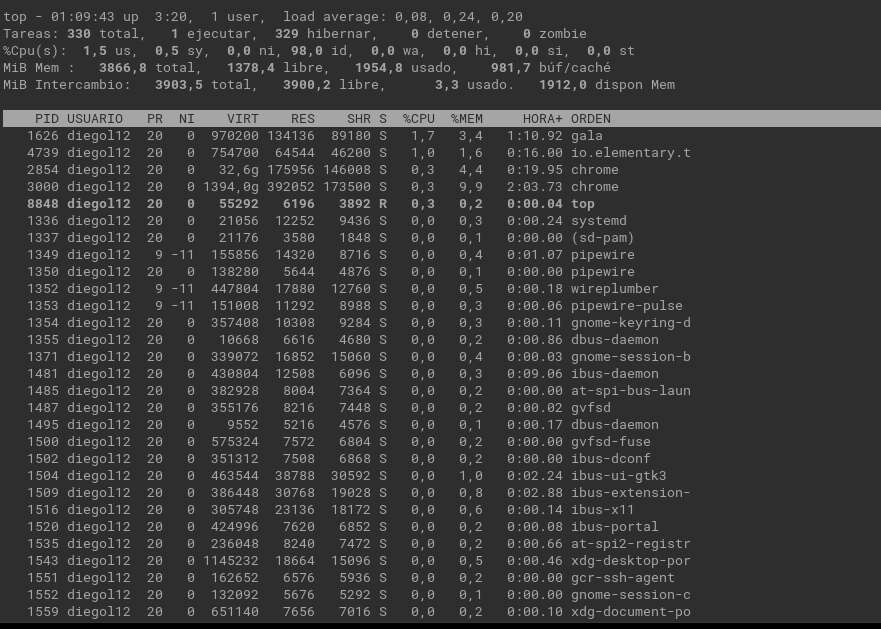 top - 01:09:43 up  3:20,  1 user,  load average: 0,08, 0,24, 0,20
Tareas: 330 total,   1 ejecutar,  329 hibernar,    0 detener,    0 zombie
%Cpu(s):  1,5 us,  0,5 sy,  0,0 ni, 98,0 id,  0,0 wa,  0,0 hi,  0,0 si,  0,0 st
MiB Mem :   3866,8 total,   1378,4 libre,   1954,8 usado,    981,7 búf/caché
MiB Intercambio:   3903,5 total,   3900,2 libre,      3,3 usado.   1912,0 dispon Mem
PID USUARIO   PR  NI    VIRT    RES    SHR S  %CPU  %MEM     HORA+ ORDEN
1626 diegol12  20   0  970200 134136  89180 S   1,7   3,4   1:10.92 gala
4739 diegol12  20   0  754700  64544  46200 S   1,0   1,6   0:16.00 io.elementary.t
2854 diegol12  20   0   32,6g 175956 146008 S   0,3   4,4   0:19.95 chrome
3000 diegol12  20   0 1394,0g 392052 173500 S   0,3   9,9   2:03.73 chrome
8848 diegol12  20   0   55292   6196   3892 R   0,3   0,2   0:00.04 top
1336 diegol12  20   0   21056  12252   9436 S   0,0   0,3   0:00.24 systemd
1337 diegol12  20   0   21176   3580   1848 S   0,0   0,1   0:00.00 (sd-pam)
1349 diegol12   9 -11  155856  14320   8716 S   0,0   0,4   0:01.07 pipewire
1350 diegol12  20   0  138280   5644   4876 S   0,0   0,1   0:00.00 pipewire
1352 diegol12   9 -11  447804  17880  12760 S   0,0   0,5   0:00.18 wireplumber
1353 diegol12   9 -11  151008  11292   8988 S   0,0   0,3   0:00.06 pipewire-pulse
1354 diegol12  20   0  357408  10308   9284 S   0,0   0,3   0:00.11 gnome-keyring-d
1355 diegol12  20   0   10668   6616   4680 S   0,0   0,2   0:00.86 dbus-daemon
1371 diegol12  20   0  339072  16852  15060 S   0,0   0,4   0:00.03 gnome-session-b
1481 diegol12  20   0  430804  12508   6096 S   0,0   0,3   0:09.06 ibus-daemon
1485 diegol12  20   0  382928   8004   7364 S   0,0   0,2   0:00.00 at-spi-bus-laun
1487 diegol12  20   0  355176   8216   7448 S   0,0   0,2   0:00.02 gvfsd
1495 diegol12  20   0    9552   5216   4576 S   0,0   0,1   0:00.17 dbus-daemon
1500 diegol12  20   0  575324   7572   6804 S   0,0   0,2   0:00.00 gvfsd-fuse
1502 diegol12  20   0  351312   7508   6868 S   0,0   0,2   0:00.00 ibus-dconf
1504 diegol12  20   0  463544  38788  30592 S   0,0   1,0   0:02.24 ibus-ui-gtk3
1509 diegol12  20   0  386448  30768  19028 S   0,0   0,8   0:02.88 ibus-extension-
1516 diegol12  20   0  305748  23136  18172 S   0,0   0,6   0:00.14 ibus-x11
1520 diegol12  20   0  424996   7620   6852 S   0,0   0,2   0:00.08 ibus-portal
1535 diegol12  20   0  236048   8240   7472 S   0,0   0,2   0:00.66 at-spi2-registr
1543 diegol12  20   0 1145232  18664  15096 S   0,0   0,5   0:00.46 xdg-desktop-por
1551 diegol12  20   0  162652   6576   5936 S   0,0   0,2   0:00.00 gcr-ssh-agent
1552 diegol12  20   0  132092   5676   5292 S   0,0   0,1   0:00.00 gnome-session-c
1559 diegol12  20   0  651140   7656   7016 S   0,0   0,2   0:00.10 xdg-document-po